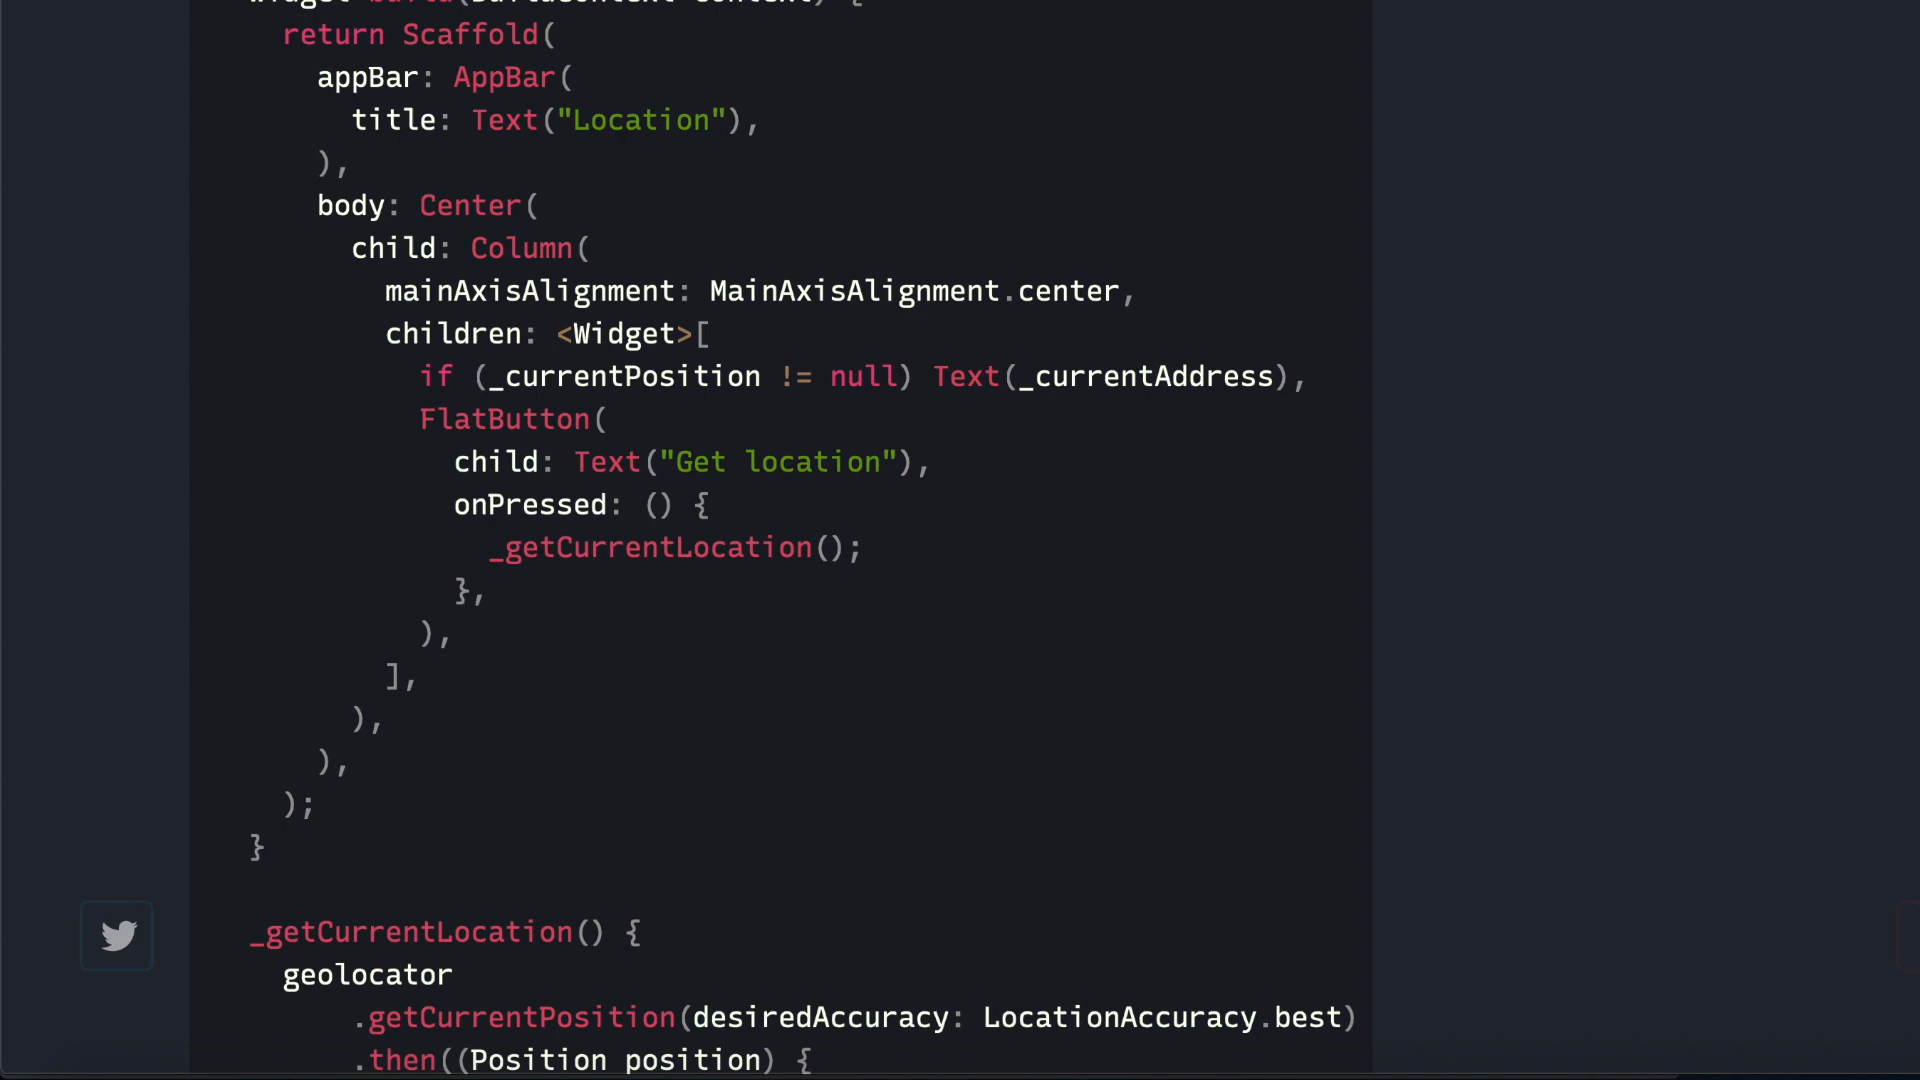 return Scaffold(
appBar: AppBar(
title: Text("Location"),
),
body: Center(
child: Column(
mainAxisAlignment: MainAxisAlignment.center,
children: <Widget>[
if (_currentPosition != null) Text(_currentAddress),
FlatButton(
child: Text("Get location"),
onPressed: () {
_getCurrentLocation();
},
),
],
),
),
);
}
_getCurrentLocation() {
geolocator
.getCurrentPosition(desiredAccuracy: LocationAccuracy.best)
.then((Position position) {